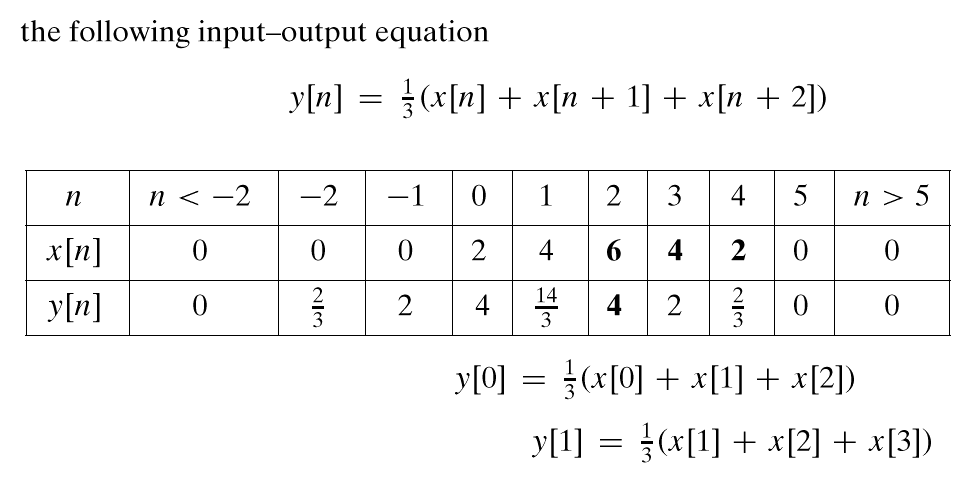 the following input–output equation
y[n] = 1/3(x[n] + x[n + 1] + x[n + 2])
n n < −2 −2 −1 0 1 2 3 4 5 n > 5
x[n] 0 0 0 2 4 6 4 2 0 0
y[n] 0 2/3 2 4 14/3 4 2 2/3 0 0
y[0] = 1/3(x[0] + x[1] + x[2])
y[1] = 1/3(x[1] + x[2] + x[3])